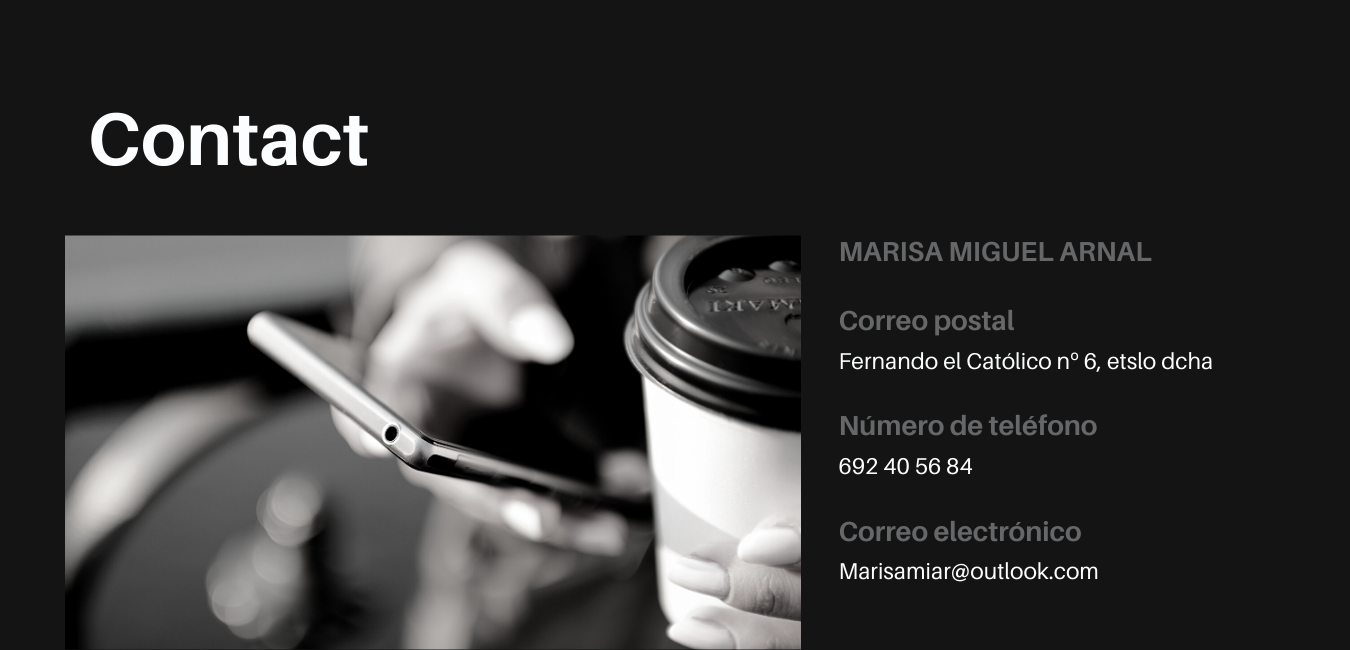 Contact
MARISA MIGUEL ARNAL
Correo postal
Fernando el Católico nº 6, etslo dcha
Número de teléfono
692 40 56 84
Correo electrónico
Marisamiar@outlook.com